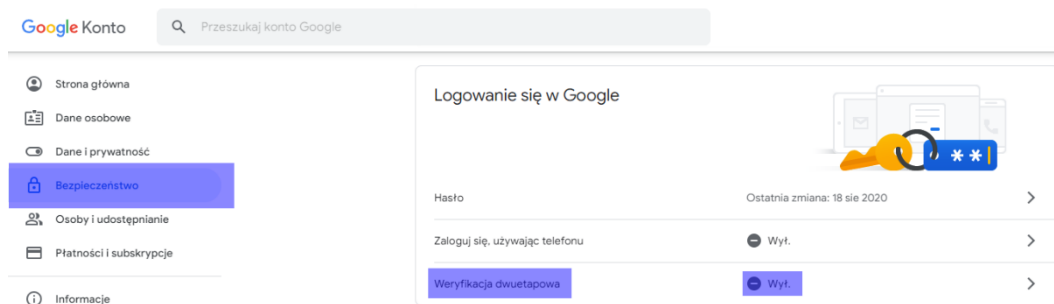 Google Konto
Przeszukaj konto Google
Strona główna
Dane osobowe
Dane i prywatność
Bezpieczeństwo
Osoby i udostępnianie
Płatności i subskrypcje
Informacje
Logowanie się w Google
**
Hasło
Ostatnia zmiana: 18 sie 2020
Zaloguj się, używając telefonu
Wył.
Weryfikacja dwuetapowa
Wył.